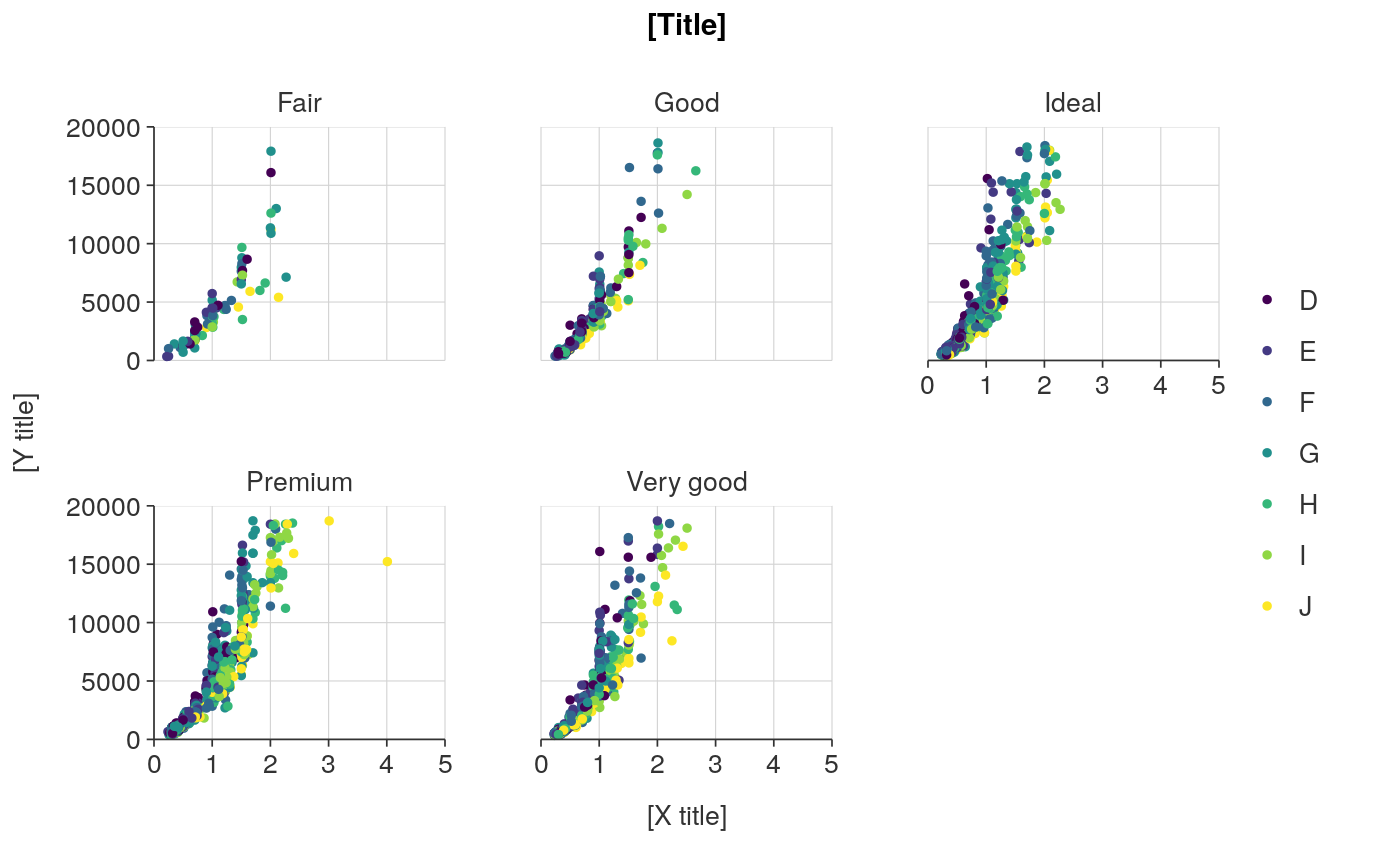 [Title]
Fair
Good
Ideal
20000
15000
10000
5000
0
0 1 2 3 4 5
[Y title]
D
E
F
G
H
I
J
Premium
Very good
20000
15000
10000
5000
0
0 1 2 3 4 5
0 1 2 3 4 5
[X title]